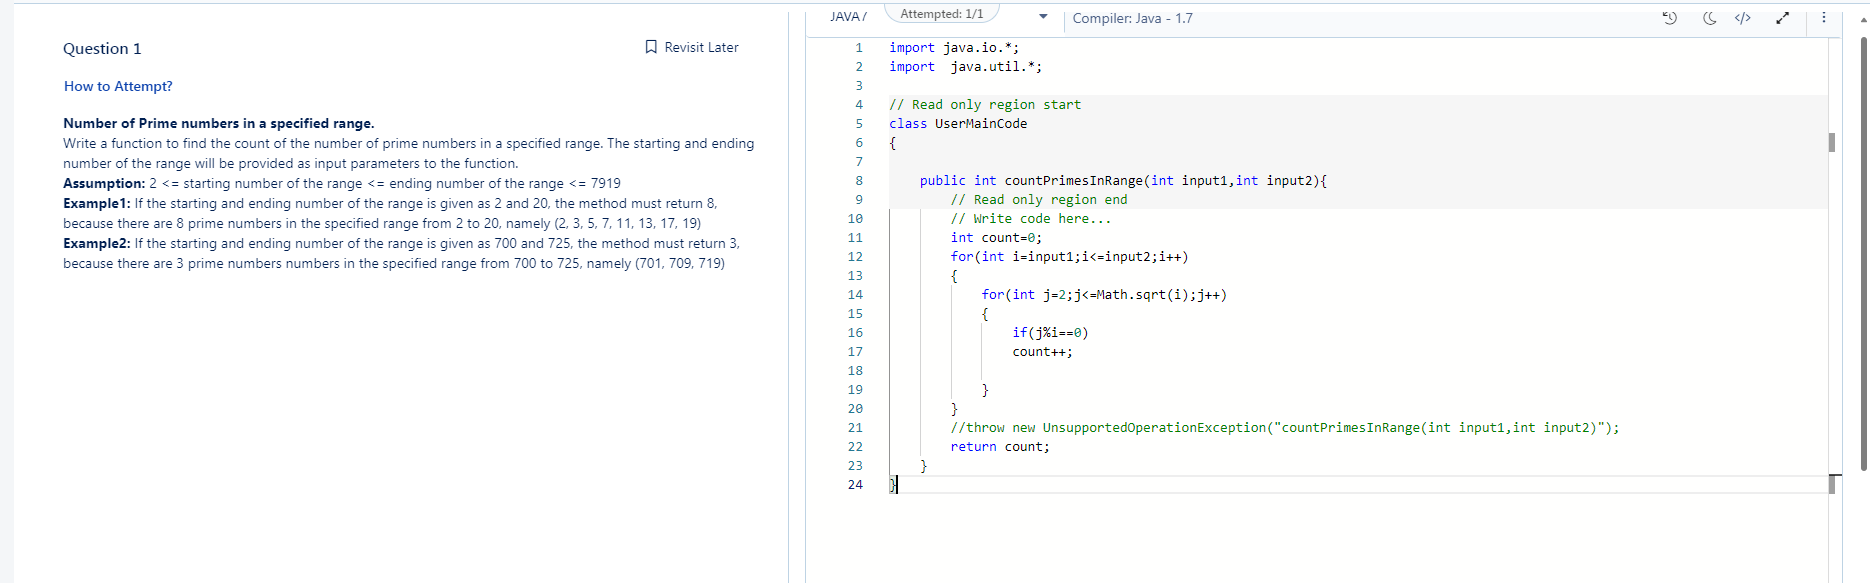 Question 1
Revisit Later
How to Attempt?
Number of Prime numbers in a specified range.
Write a function to find the count of the number of prime numbers in a specified range. The starting and ending
number of the range will be provided as input parameters to the function.
Assumption: 2 <= starting number of the range <= ending number of the range <= 7919
Example1: If the starting and ending number of the range is given as 2 and 20, the method must return 8,
because there are 8 prime numbers in the specified range from 2 to 20, namely (2, 3, 5, 7, 11, 13, 17, 19)
Example2: If the starting and ending number of the range is given as 700 and 725, the method must return 3,
because there are 3 prime numbers numbers in the specified range from 700 to 725, namely (701, 709, 719)
JAVA7
Attempted: 1/1
Compiler: Java - 1.7
</>
1 import java.io.*;
2 import  java.util.*;
3
4 // Read only region start
5 class UserMainCode
6 {
7
8     public int countPrimesInRange(int input1,int input2){
9         // Read only region end
10         // Write code here...
11         int count=0;
12         for(int i=input1;i<=input2;i++)
13         {
14             for(int j=2;j<=Math.sqrt(i);j++)
15             {
16                 if(j%i==0)
17                 count++;
18
19             }
20         }
21         //throw new UnsupportedOperationException("countPrimesInRange(int input1,int input2)");
22         return count;
23     }
24 }